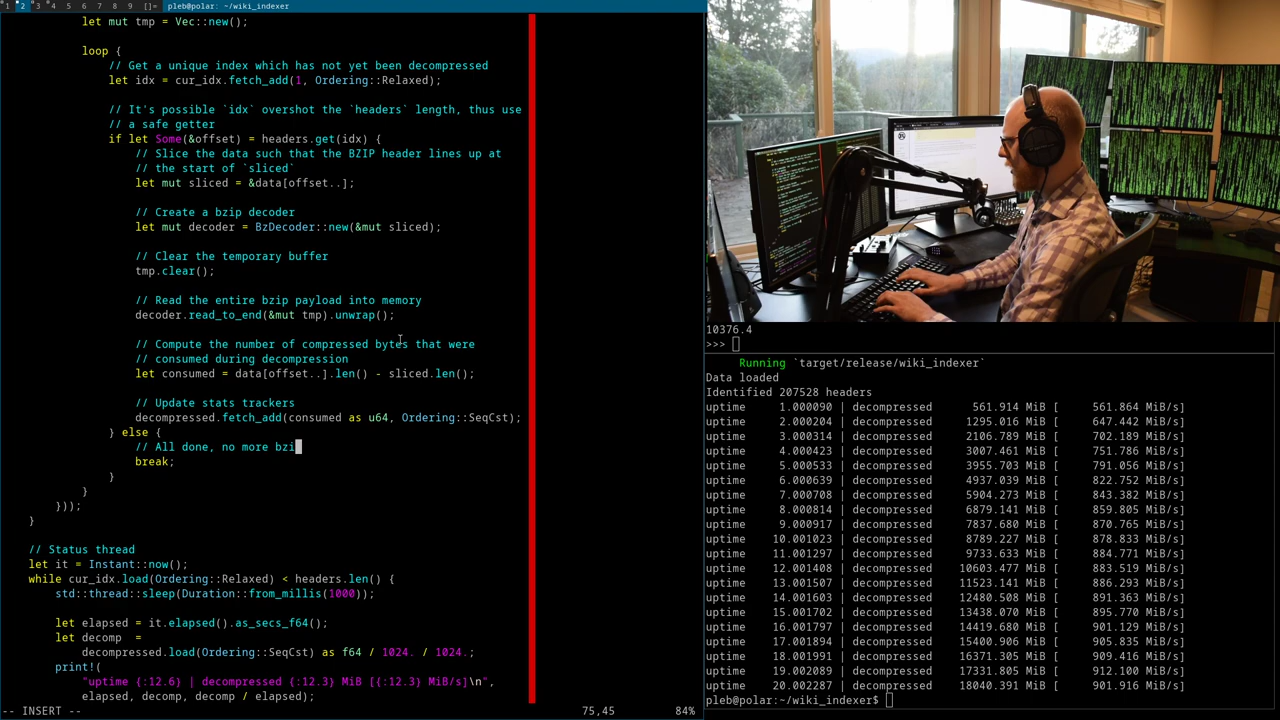 1 2 3 4 5 6 7 8 9 []= pleb@polar: ~/wiki_indexer
let mut tmp = Vec::new();
loop {
// Get a unique index which has not yet been decompressed
let idx = cur_idx.fetch_add(1, Ordering::Relaxed);
// It's possible `idx` overshot the `headers` length, thus use
// a safe getter
if let Some(&offset) = headers.get(idx) {
// Slice the data such that the BZIP header lines up at
// the start of `sliced`
let mut sliced = &data[offset..];
// Create a bzip decoder
let mut decoder = BzDecoder::new(&mut sliced);
// Clear the temporary buffer
tmp.clear();
// Read the entire bzip payload into memory
decoder.read_to_end(&mut tmp).unwrap();
// Compute the number of compressed bytes that were
// consumed during decompression
let consumed = data[offset..].len() - sliced.len();
// Update stats trackers
decompressed.fetch_add(consumed as u64, Ordering::SeqCst);
} else {
// All done, no more bzi
break;
}
}
}));
}
// Status thread
let it = Instant::now();
while cur_idx.load(Ordering::Relaxed) < headers.len() {
std::thread::sleep(Duration::from_millis(1000));
let elapsed = it.elapsed().as_secs_f64();
let decomp  =
decompressed.load(Ordering::SeqCst) as f64 / 1024. / 1024.;
print!(
"uptime {:12.6} | decompressed {:12.3} MiB [{:12.3} MiB/s]\n",
elapsed, decomp, decomp / elapsed);
-- INSERT -- 75,45 84%
10376.4
>>>
Running `target/release/wiki_indexer`
Data loaded
Identified 207528 headers
uptime 1.000090 | decompressed 561.914 MiB [ 561.864 MiB/s]
uptime 2.000204 | decompressed 1295.016 MiB [ 647.442 MiB/s]
uptime 3.000314 | decompressed 2106.789 MiB [ 702.189 MiB/s]
uptime 4.000423 | decompressed 3007.461 MiB [ 751.786 MiB/s]
uptime 5.000533 | decompressed 3955.703 MiB [ 791.056 MiB/s]
uptime 6.000639 | decompressed 4937.039 MiB [ 822.752 MiB/s]
uptime 7.000708 | decompressed 5904.273 MiB [ 843.382 MiB/s]
uptime 8.000814 | decompressed 6879.141 MiB [ 859.805 MiB/s]
uptime 9.000917 | decompressed 7837.680 MiB [ 870.765 MiB/s]
uptime 10.001023 | decompressed 8789.227 MiB [ 878.833 MiB/s]
uptime 11.001297 | decompressed 9733.633 MiB [ 884.771 MiB/s]
uptime 12.001408 | decompressed 10603.477 MiB [ 883.519 MiB/s]
uptime 13.001507 | decompressed 11523.141 MiB [ 886.293 MiB/s]
uptime 14.001603 | decompressed 12480.508 MiB [ 891.363 MiB/s]
uptime 15.001702 | decompressed 13438.070 MiB [ 895.770 MiB/s]
uptime 16.001797 | decompressed 14419.680 MiB [ 901.129 MiB/s]
uptime 17.001894 | decompressed 15400.906 MiB [ 905.835 MiB/s]
uptime 18.001991 | decompressed 16371.305 MiB [ 909.416 MiB/s]
uptime 19.002089 | decompressed 17331.805 MiB [ 912.100 MiB/s]
uptime 20.002287 | decompressed 18040.391 MiB [ 901.916 MiB/s]
pleb@polar:~/wiki_indexer$